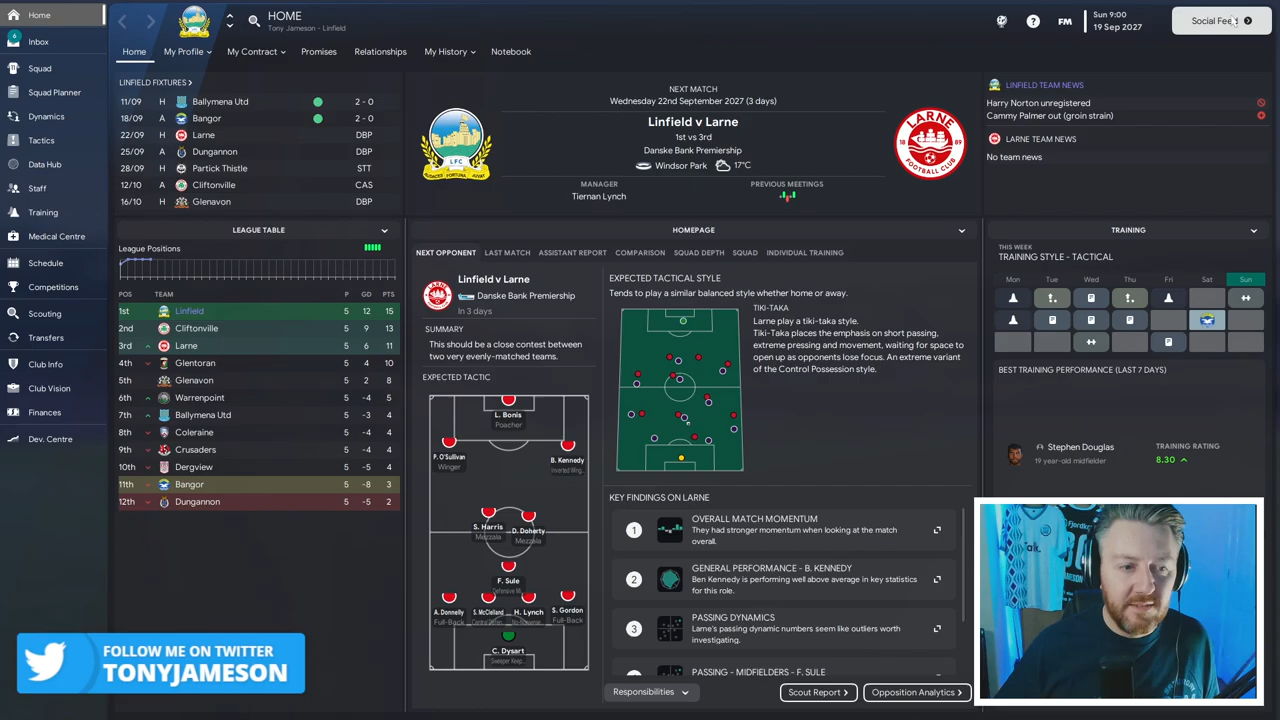 Home
6
Inbox
Squad
Squad Planner
Dynamics
Tactics
Data Hub
Staff
Training
Medical Centre
Schedule
Competitions
Scouting
Transfers
Club Info
Club Vision
Finances
Dev. Centre
HOME
Tony Jameson - Linfield
FM
Sun 9:00
19 Sep 2027
Social Feed
Home
My Profile
My Contract
Promises
Relationships
My History
Notebook
LINFIELD FIXTURES >
11/09 H Ballymena Utd 2 - 0
18/09 A Bangor 2 - 0
22/09 H Larne DBP
25/09 A Dungannon DBP
28/09 H Partick Thistle STT
12/10 A Cliftonville CAS
16/10 H Glenavon DBP
LEAGUE TABLE
League Positions
POS TEAM P GD PTS
1st Linfield 5 12 15
2nd Cliftonville 5 9 13
3rd Larne 5 6 11
4th Glentoran 5 4 10
5th Glenavon 5 2 8
6th Warrenpoint 5 -4 5
7th Ballymena Utd 5 -3 4
8th Coleraine 5 -4 4
9th Crusaders 5 -4 4
10th Dergview 5 -5 4
11th Bangor 5 -8 3
12th Dungannon 5 -5 2
NEXT MATCH
Wednesday 22nd September 2027 (3 days)
Linfield v Larne
1st vs 3rd
Danske Bank Premiership
Windsor Park 17°C
MANAGER
Tiernan Lynch
PREVIOUS MEETINGS
LFC
AUDACES FORTUNA JUVAT
LARNE
18 89
FOOTBALL CLUB
LINFIELD TEAM NEWS
Harry Norton unregistered
Cammy Palmer out (groin strain)
LARNE TEAM NEWS
No team news
HOMEPAGE
NEXT OPPONENT
LAST MATCH
ASSISTANT REPORT
COMPARISON
SQUAD DEPTH
SQUAD
INDIVIDUAL TRAINING
Linfield v Larne
Danske Bank Premiership
In 3 days
SUMMARY
This should be a close contest between
two very evenly-matched teams.
EXPECTED TACTIC
L. Bonis
Poacher
P. O'Sullivan
Winger
B. Kennedy
Inverted Wing...
S. Harris
Mezzala
D. Doherty
Mezzala
F. Sule
Defensive Mi...
A. Donnelly
Full-Back
S. McClelland
H. Lynch
S. Gordon
Full-Back
C. Dysart
Sweeper Keep...
EXPECTED TACTICAL STYLE
Tends to play a similar balanced style whether home or away.
TIKI-TAKA
Larne play a tiki-taka style.
Tiki-Taka places the emphasis on short passing,
extreme pressing and movement, waiting for space to
open up as opponents lose focus. An extreme variant
of the Control Possession style.
KEY FINDINGS ON LARNE
1 OVERALL MATCH MOMENTUM
They had stronger momentum when looking at the match
overall.
2 GENERAL PERFORMANCE - B. KENNEDY
Ben Kennedy is performing well above average in key statistics
for this role.
3 PASSING DYNAMICS
Larne's passing dynamic numbers seem like outliers worth
investigating.
PASSING - MIDFIELDERS - F. SULE
Responsibilities
Scout Report >
Opposition Analytics >
TRAINING
THIS WEEK
TRAINING STYLE - TACTICAL
Mon Tue Wed Thu Fri Sat Sun
BEST TRAINING PERFORMANCE (LAST 7 DAYS)
Stephen Douglas
19 year-old midfielder
TRAINING RATING
8.30
FOLLOW ME ON TWITTER
TONYJAMESON